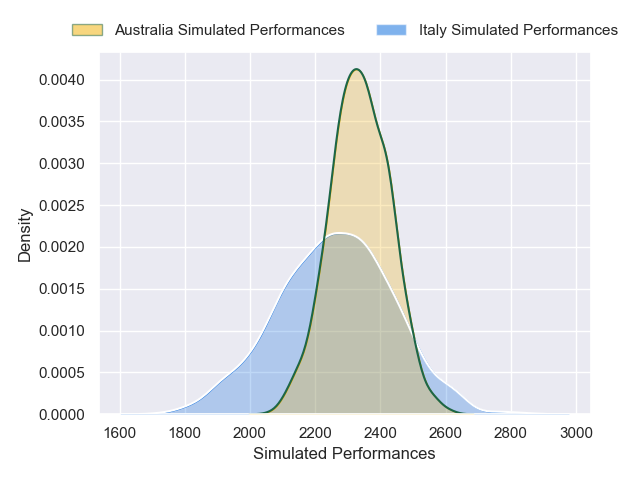 Australia Simulated Performances
Italy Simulated Performances
0.0040
0.0035
0.0030
0.0025
0.0020
0.0015
0.0010
0.0005
0.0000
Density
1600 1800 2000 2200 2400 2600 2800 3000
Simulated Performances